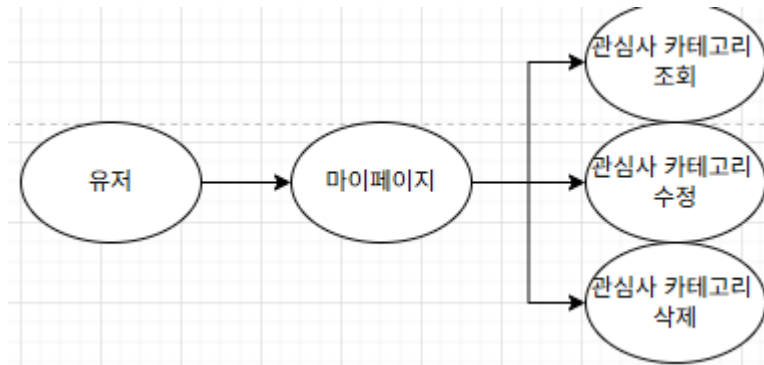 관심사 카테고리
조회
유저
마이페이지
관심사 카테고리
수정
관심사 카테고리
삭제